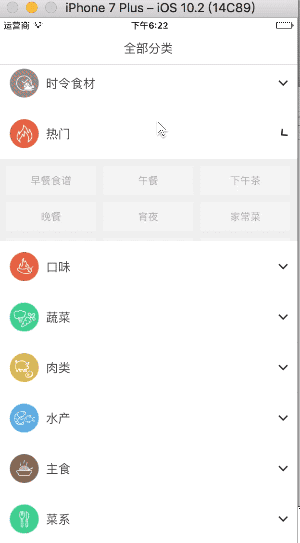 iPhone 7 Plus – iOS 10.2 (14C89)
运营商 下午6:22
全部分类
时令食材
热门
早餐食谱 午餐 下午茶
晚餐 宵夜 家常菜
口味
蔬菜
肉类
水产
主食
菜系